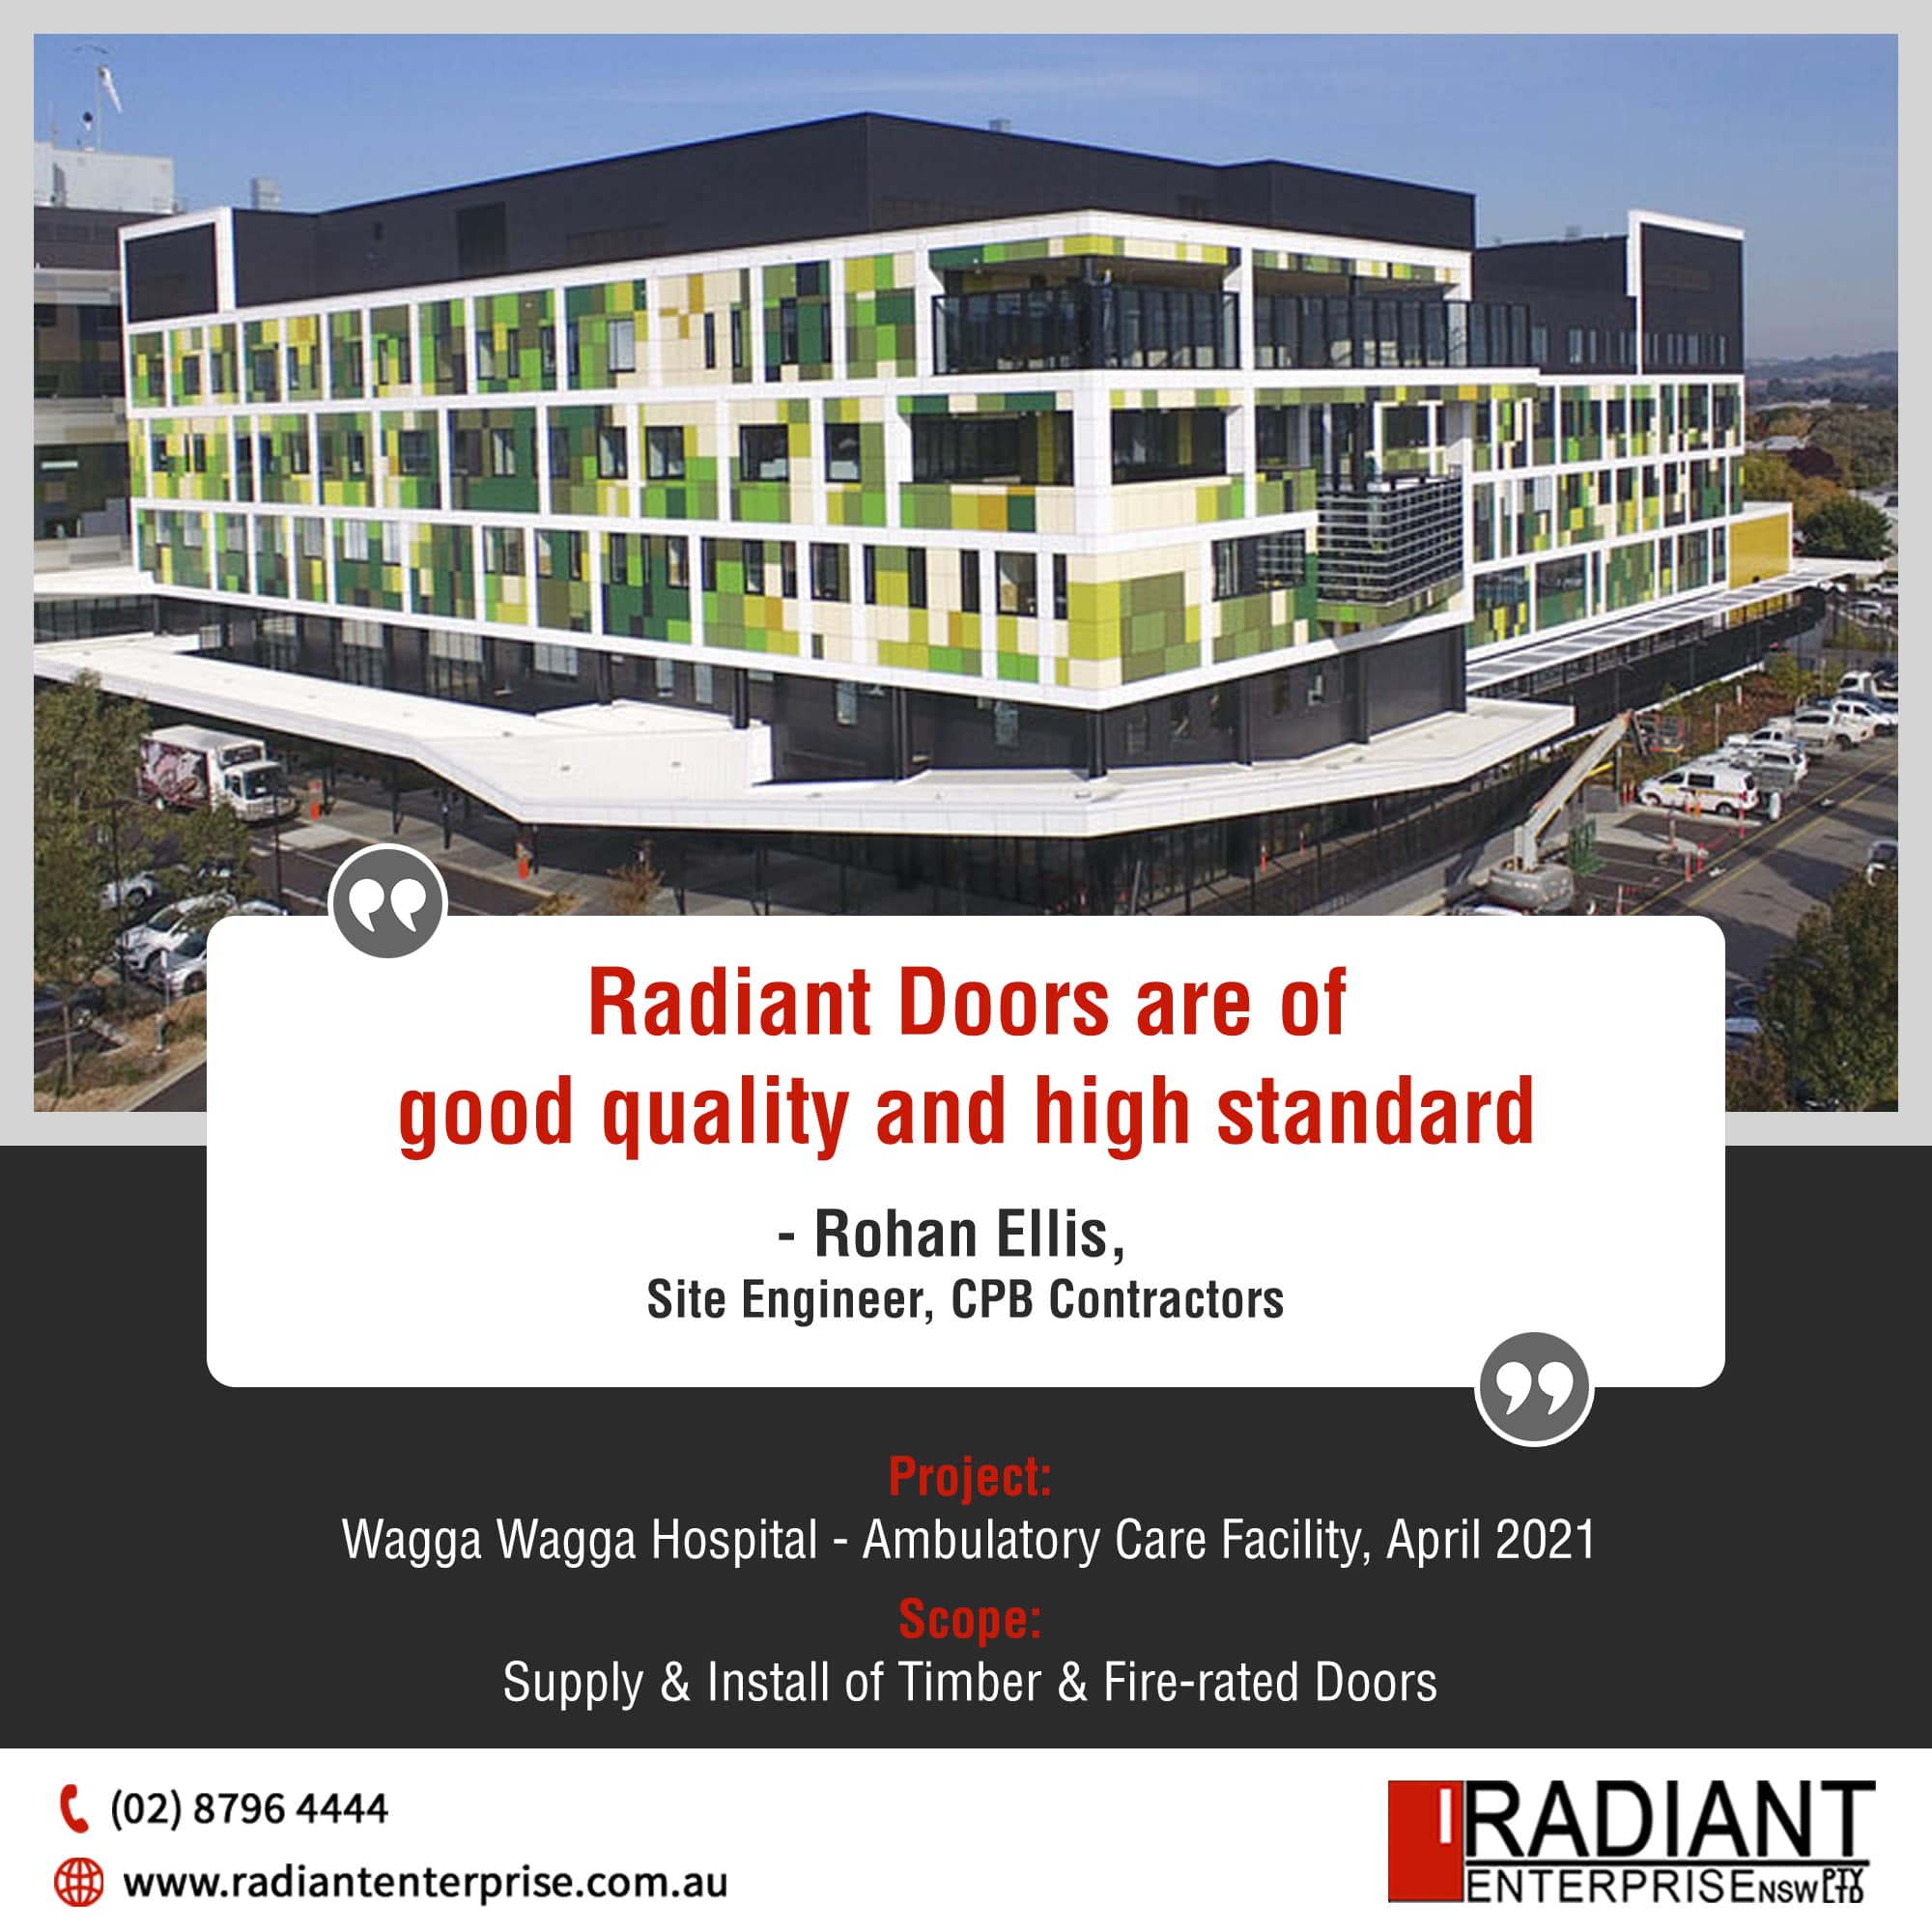 Radiant Doors are of
good quality and high standard
- Rohan Ellis,
Site Engineer, CPB Contractors
Project:
Wagga Wagga Hospital - Ambulatory Care Facility, April 2021
Scope:
Supply & Install of Timber & Fire-rated Doors
(02) 8796 4444
www.radiantenterprise.com.au
RADIANT
ENTERPRISE NSW PTY LTD